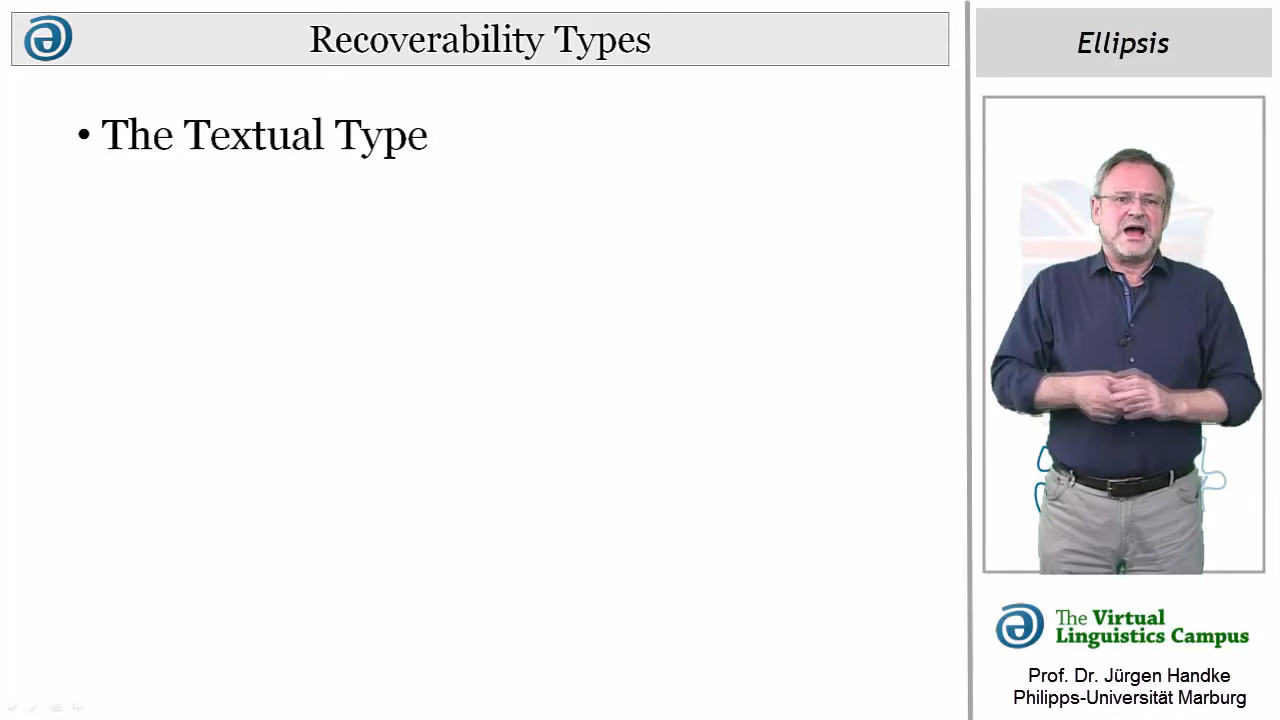 Recoverability Types
• The Textual Type
Ellipsis
The Virtual
Linguistics Campus
Prof. Dr. Jürgen Handke
Philipps-Universität Marburg